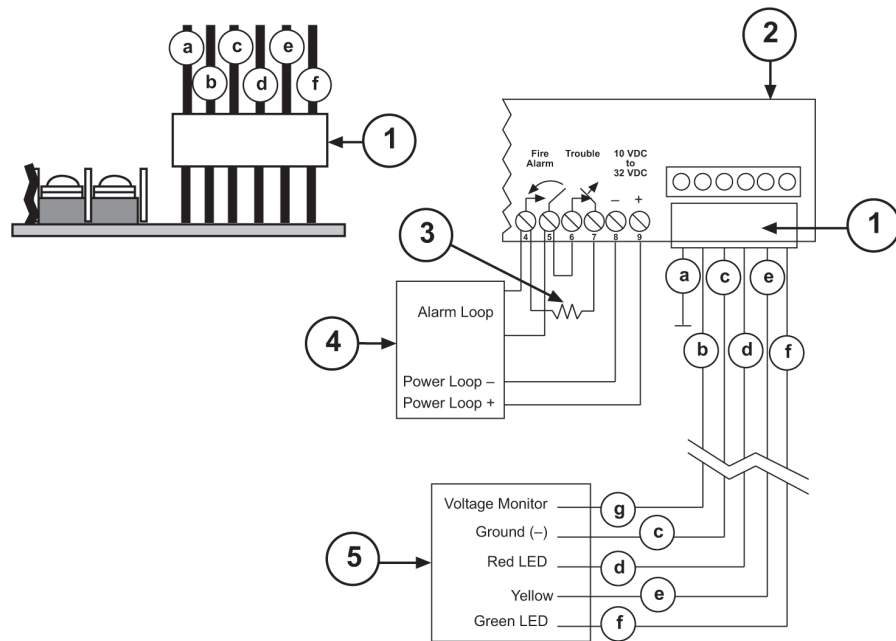 a
c
e
b
d
f
1
2
Fire
Alarm
Trouble
10 VDC
to
32 VDC
– +
4 5 6 7 8 9
1
3
a
c
e
4
Alarm Loop
b
d
f
Power Loop –
Power Loop +
5
Voltage Monitor
g
Ground (–)
c
Red LED
d
Yellow
e
Green LED
f